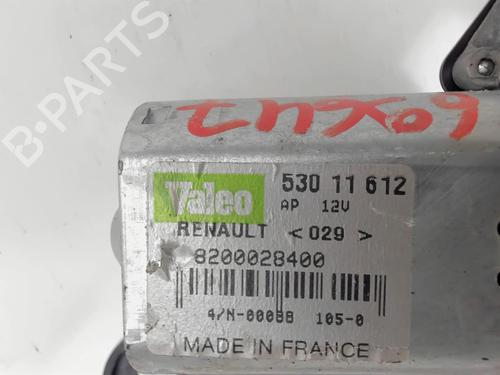 B-PARTS
Valeo
530 11 612
AP 12V
RENAULT <029>
8200028400
4/N-00088 105-0
MADE IN FRANCE